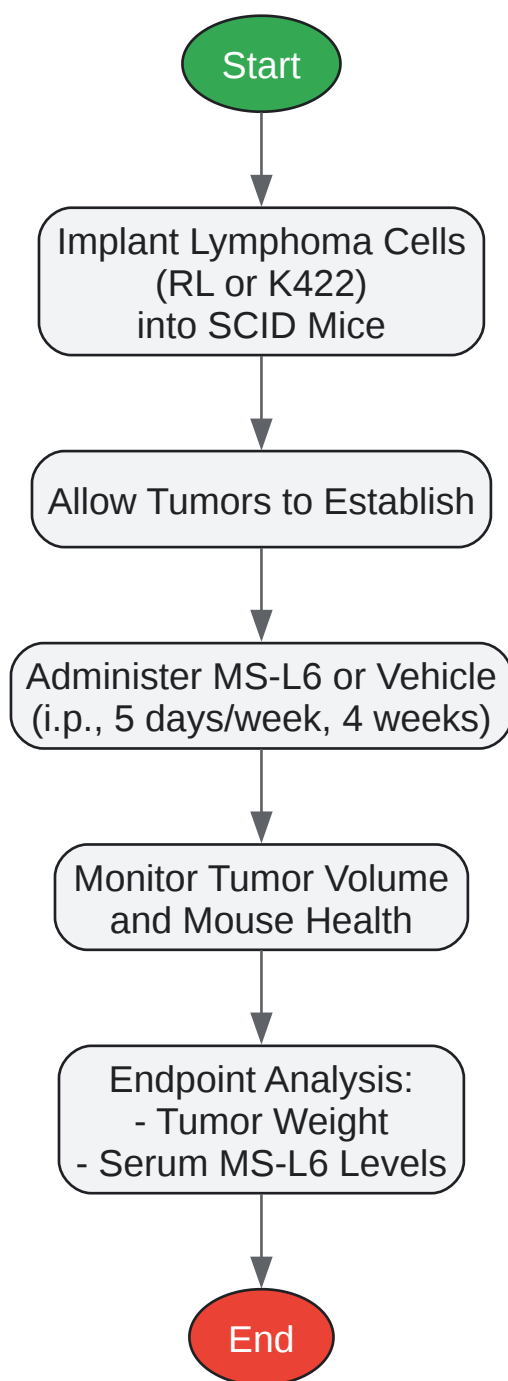 Start
Implant Lymphoma Cells
(RL or K422)
into SCID Mice
Allow Tumors to Establish
Administer MS-L6 or Vehicle
(i.p., 5 days/week, 4 weeks)
Monitor Tumor Volume
and Mouse Health
Endpoint Analysis:
- Tumor Weight
- Serum MS-L6 Levels
End